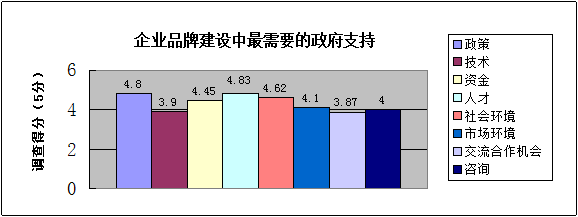 企业品牌建设中最需要的政府支持
调查得分（5分）
6
4
2
0
4.8
3.9
4.45
4.83
4.62
4.1
3.87
4
政策
技术
资金
人才
社会环境
市场环境
交流合作机会
咨询